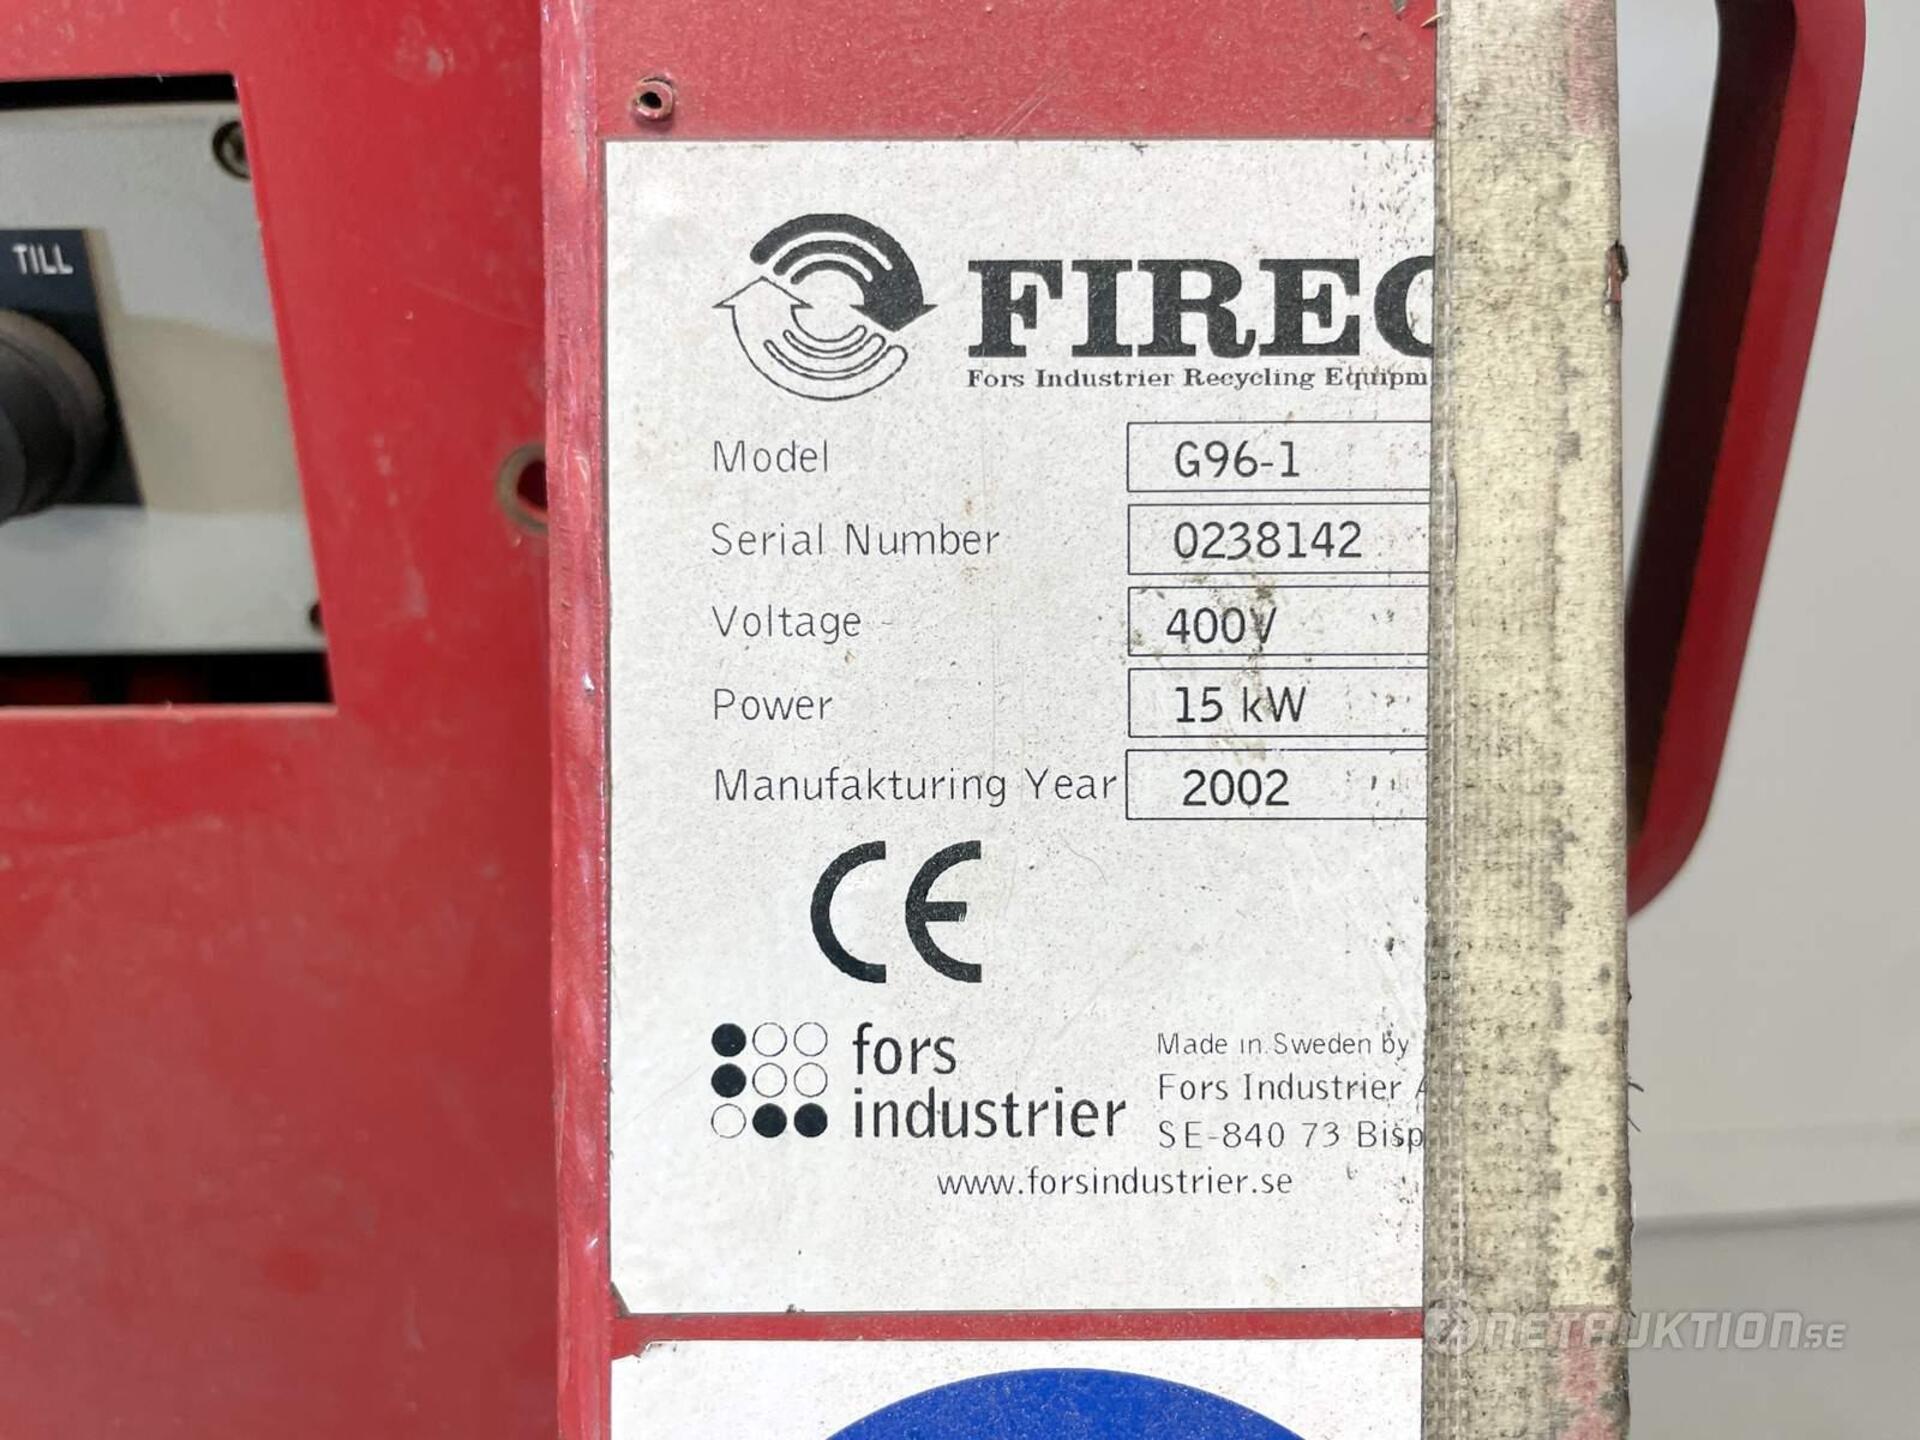 TILL
FIREC
Fors Industrier Recycling Equipm
Model G96-1
Serial Number 0238142
Voltage 400V
Power 15 kW
Manufakturing Year 2002
CE
fors
industrier
Made in Sweden by
Fors Industrier A
SE-840 73 Bisp
www.forsindustrier.se
NETAUKTION.SE